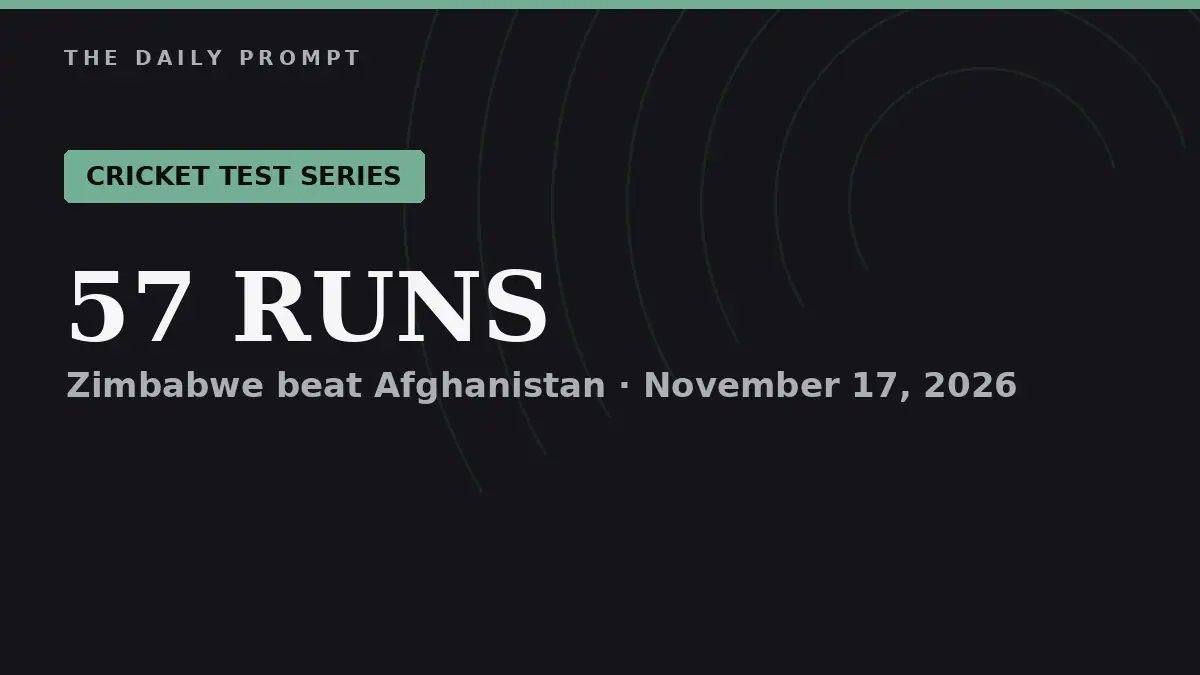 THE DAILY PROMPT
CRICKET TEST SERIES
57 RUNS
Zimbabwe beat Afghanistan · November 17, 2026